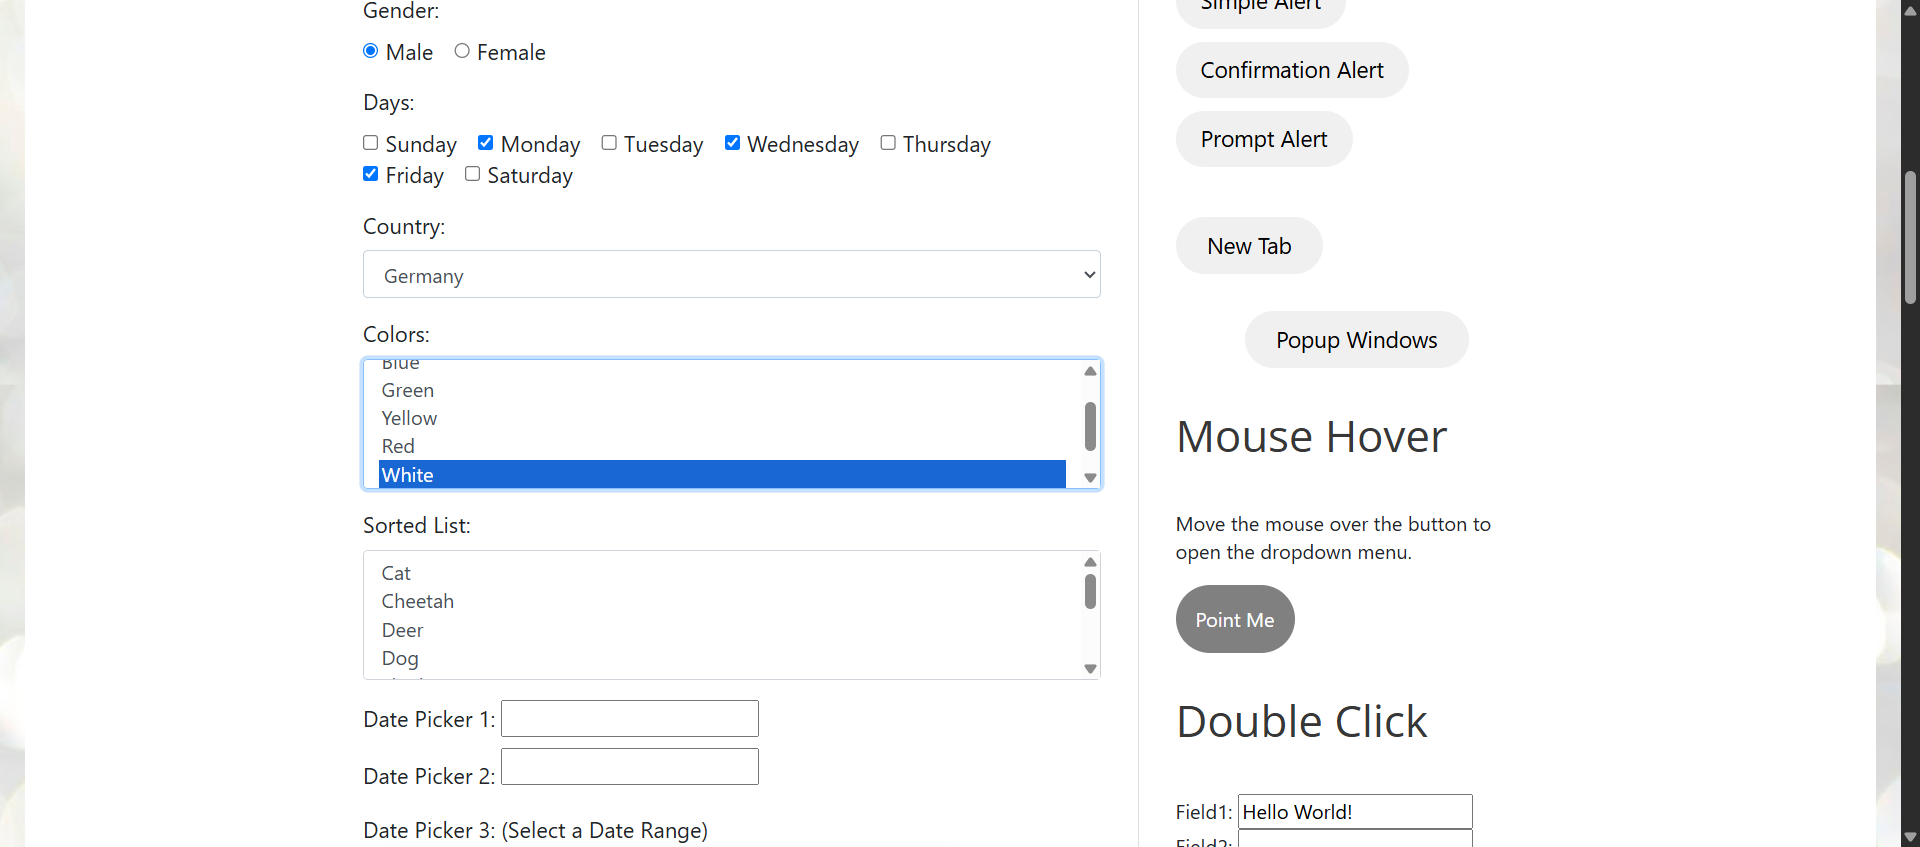 Gender:
Male Female
Days:
Sunday Monday Tuesday Wednesday Thursday
Friday Saturday
Country:
Germany
Colors:
Blue
Green
Yellow
Red
White
Sorted List:
Cat
Cheetah
Deer
Dog
Date Picker 1:
Date Picker 2:
Date Picker 3: (Select a Date Range)
Simple Alert
Confirmation Alert
Prompt Alert
New Tab
Popup Windows
Mouse Hover
Move the mouse over the button to
open the dropdown menu.
Point Me
Double Click
Field1: Hello World!
Field2: